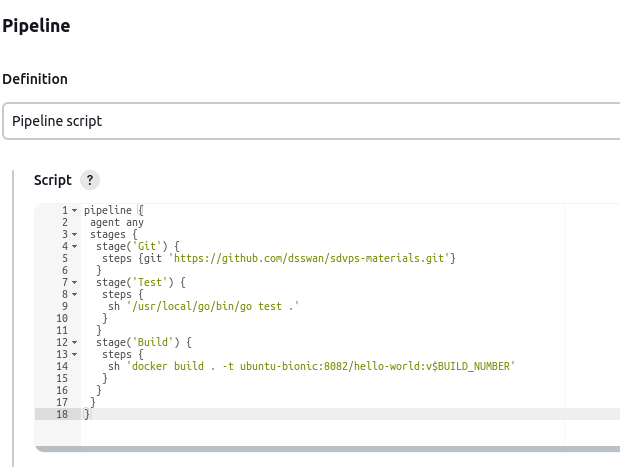 Pipeline
Definition
Pipeline script
Script ?
1 pipeline {
2 agent any
3 stages {
4 stage('Git') {
5 steps {git 'https://github.com/dsswan/sdvps-materials.git'}
6 }
7 stage('Test') {
8 steps {
9 sh '/usr/local/go/bin/go test .'
10 }
11 }
12 stage('Build') {
13 steps {
14 sh 'docker build . -t ubuntu-bionic:8082/hello-world:v$BUILD_NUMBER'
15 }
16 }
17 }
18 }